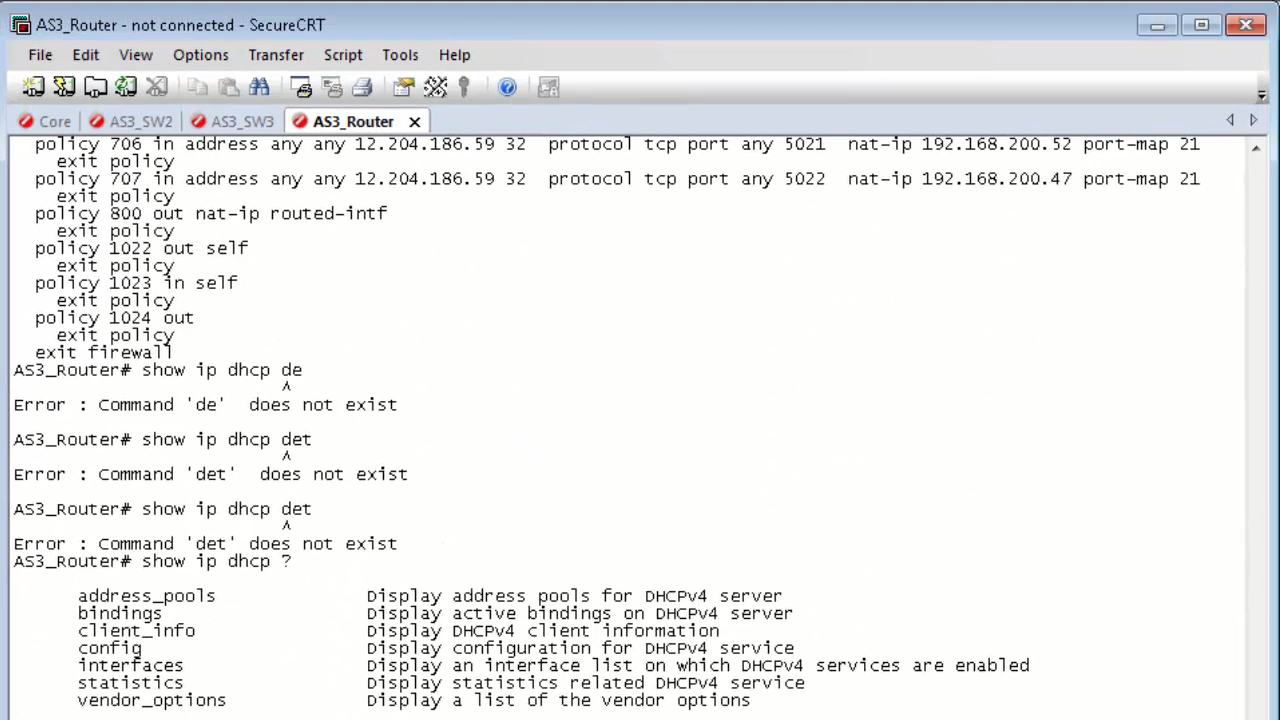 AS3_Router - not connected - SecureCRT
File Edit View Options Transfer Script Tools Help
Core AS3_SW2 AS3_SW3 AS3_Router
policy 706 in address any any 12.204.186.59 32 protocol tcp port any 5021 nat-ip 192.168.200.52 port-map 21
exit policy
policy 707 in address any any 12.204.186.59 32 protocol tcp port any 5022 nat-ip 192.168.200.47 port-map 21
exit policy
policy 800 out nat-ip routed-intf
exit policy
policy 1022 out self
exit policy
policy 1023 in self
exit policy
policy 1024 out
exit policy
exit firewall
AS3_Router# show ip dhcp de
^
Error : Command 'de' does not exist
AS3_Router# show ip dhcp det
^
Error : Command 'det' does not exist
AS3_Router# show ip dhcp det
^
Error : Command 'det' does not exist
AS3_Router# show ip dhcp ?
address_pools Display address pools for DHCPv4 server
bindings Display active bindings on DHCPv4 server
client_info Display DHCPv4 client information
config Display configuration for DHCPv4 service
interfaces Display an interface list on which DHCPv4 services are enabled
statistics Display statistics related DHCPv4 service
vendor_options Display a list of the vendor options